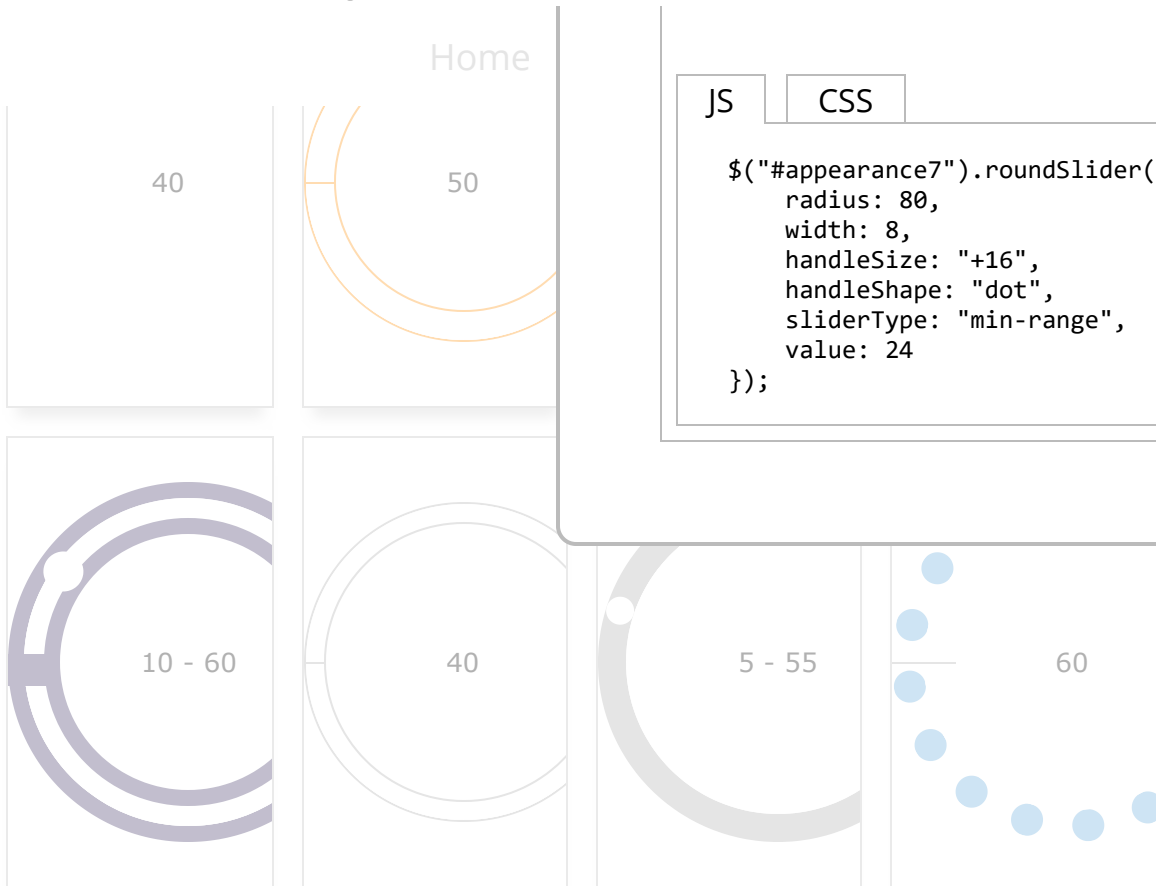 Home
40
50
JS CSS
$("#appearance7").roundSlider(
    radius: 80,
    width: 8,
    handleSize: "+16",
    handleShape: "dot",
    sliderType: "min-range",
    value: 24
});
10 - 60
40
5 - 55
60